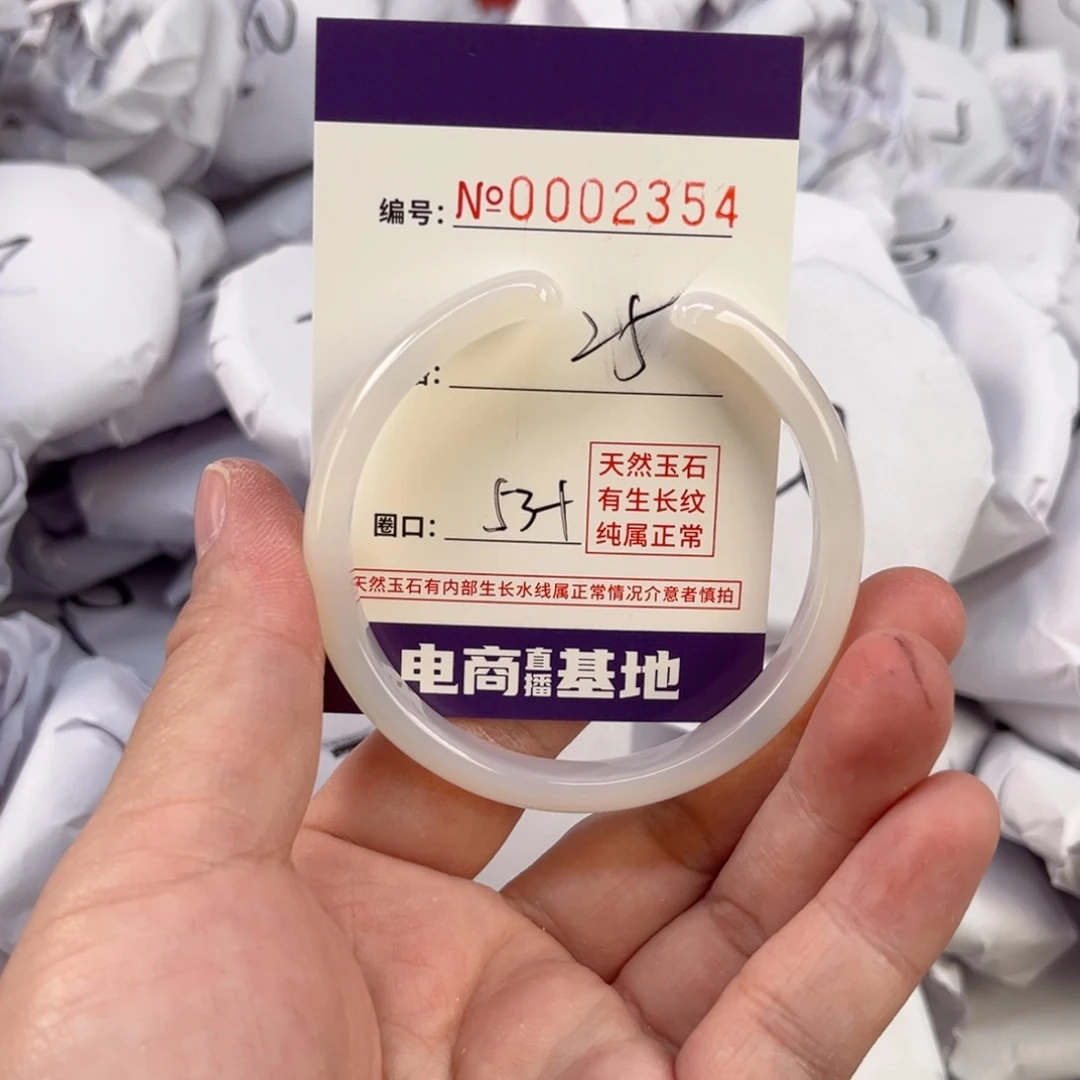 编号: №0002354
25
圈口: 53+
天然玉石
有生长纹
纯属正常
天然玉石有内部生长水线属正常情况介意者慎拍
电商直播基地